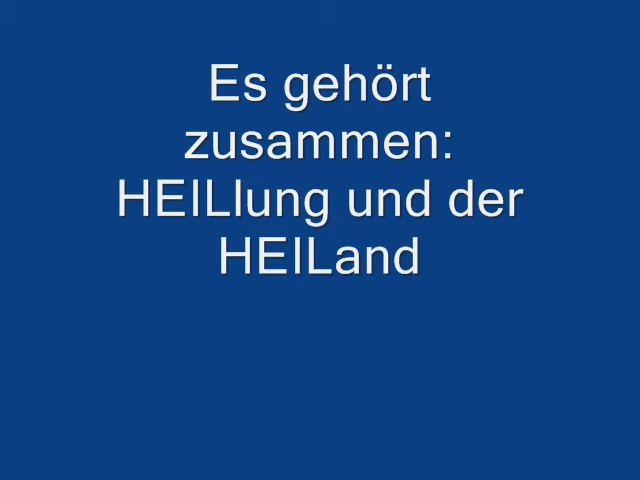 Es gehört
zusammen:
HEILlung und der
HEILand